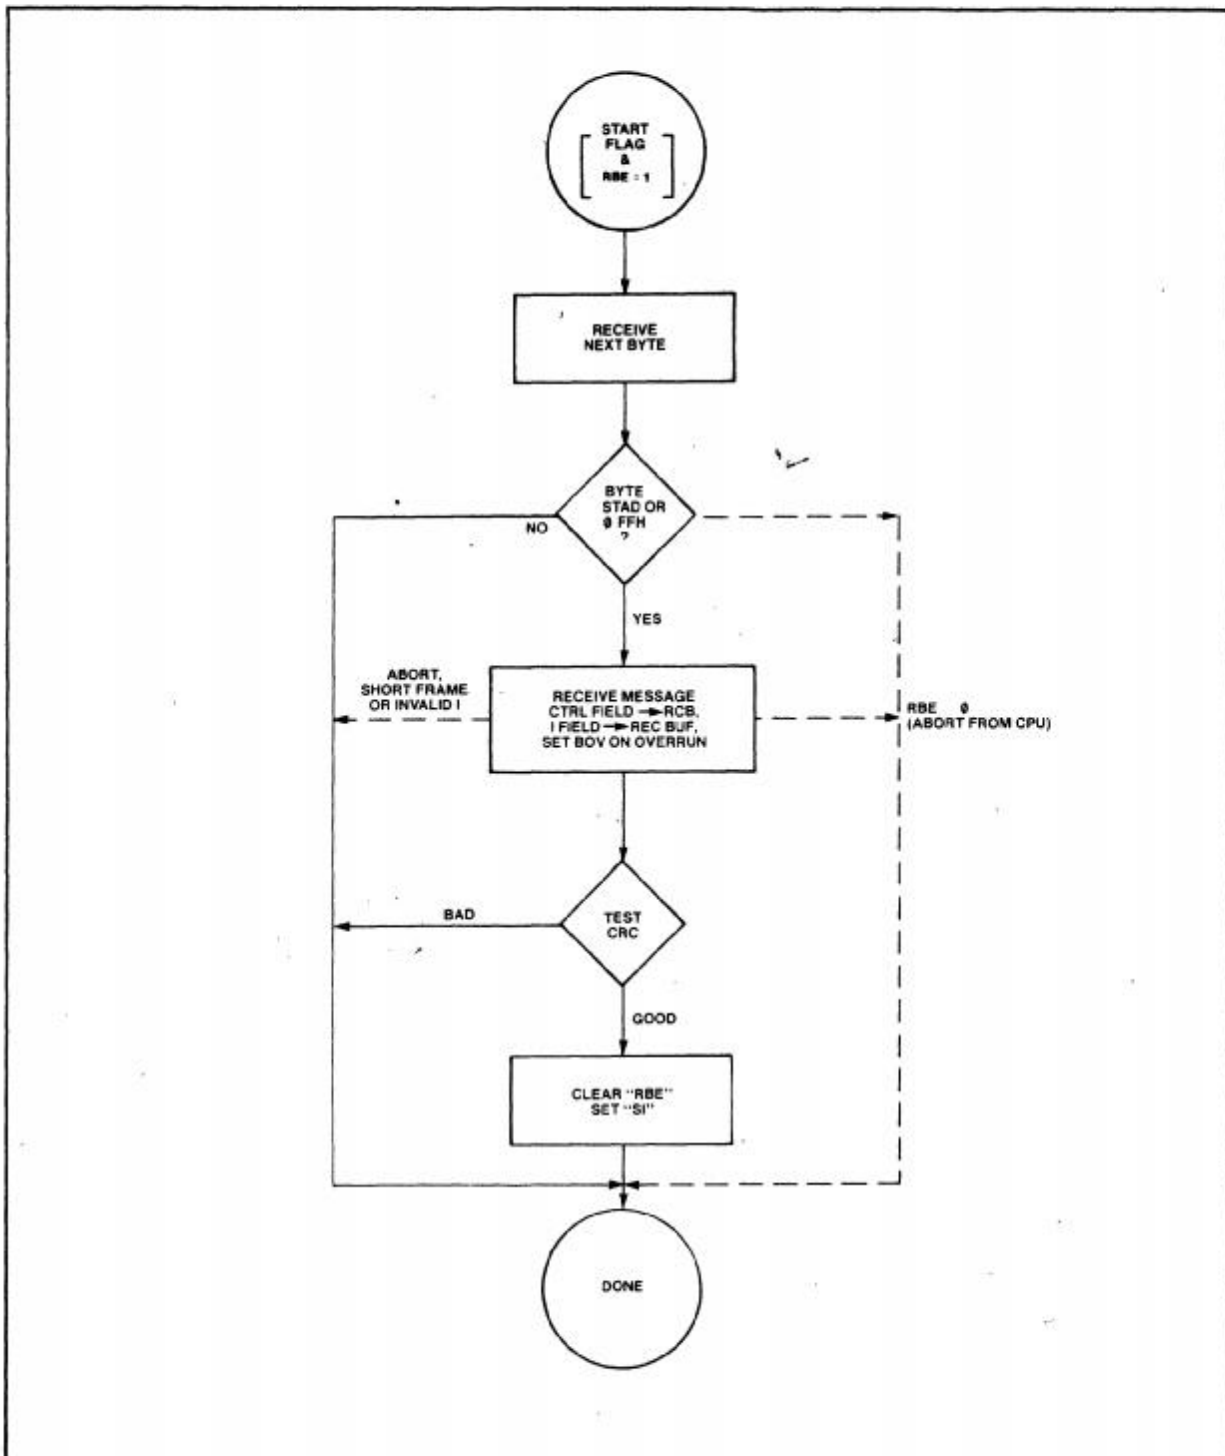 START
FLAG
&
RBE = 1
RECEIVE
NEXT BYTE
BYTE
STAD OR
0 FFH
?
NO
YES
ABORT,
SHORT FRAME
OR INVALID I
RECEIVE MESSAGE
CTRL FIELD → RCB,
I FIELD → REC BUF,
SET BOV ON OVERRUN
RBE 0
(ABORT FROM CPU)
BAD
TEST
CRC
GOOD
CLEAR "RBE"
SET "SI"
DONE